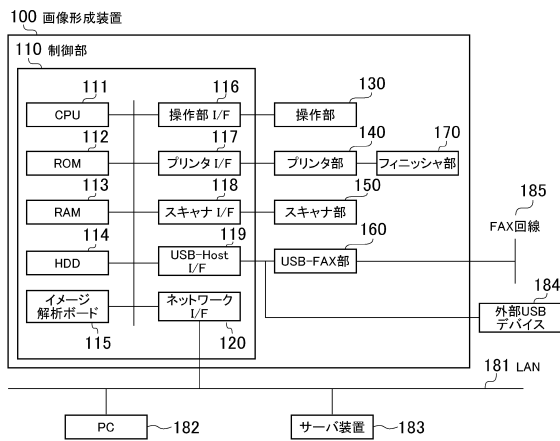 100 画像形成装置
110 制御部
111
116
130
CPU
操作部 I/F
操作部
112
117
140
170
ROM
プリンタ I/F
プリンタ部
フィニッシャ部
113
118
150
185
RAM
スキャナ I/F
スキャナ部
FAX回線
114
119
160
HDD
USB-Host
I/F
USB-FAX部
184
イメージ
解析ボード
ネットワーク
I/F
外部USB
デバイス
115
120
181 LAN
PC
182
サーバ装置
183